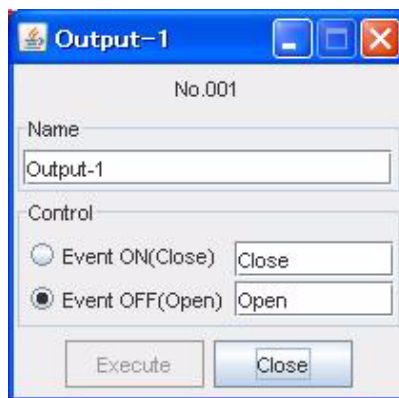 Output-1
No.001
Name
Output-1
Control
Event ON(Close) Close
Event OFF(Open) Open
Execute Close